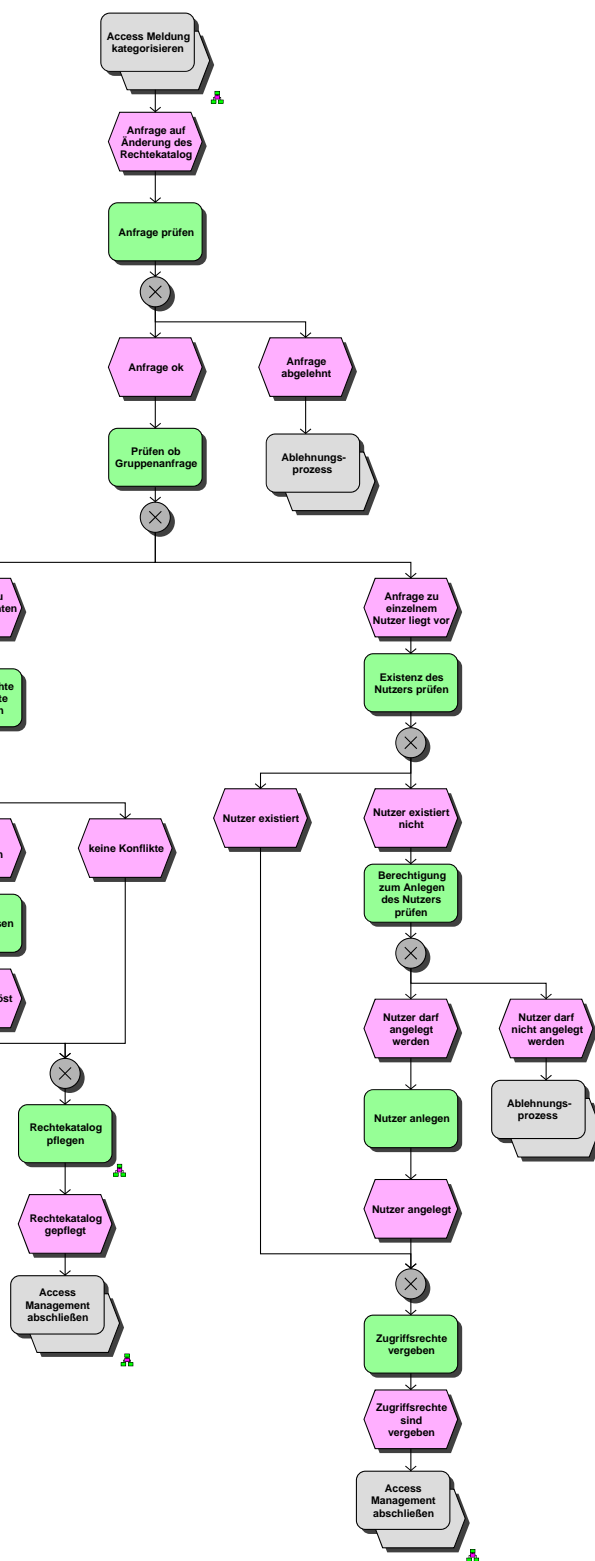 Access Meldung
kategorisieren
Anfrage auf
Änderung des
Rechtekatalog
Anfrage prüfen
Anfrage ok
Anfrage
abgelehnt
Prüfen ob
Gruppenanfrage
Ablehnungs-
prozess
Anfrage zu
einzelnem
Nutzer liegt vor
Existenz des
Nutzers prüfen
Nutzer existiert
Nutzer existiert
nicht
keine Konflikte
Berechtigung
zum Anlegen
des Nutzers
prüfen
Nutzer darf
angelegt
werden
Nutzer darf
nicht angelegt
werden
Rechtekatalog
pflegen
Nutzer anlegen
Ablehnungs-
prozess
Rechtekatalog
gepflegt
Nutzer angelegt
Access
Management
abschließen
Zugriffsrechte
vergeben
Zugriffsrechte
sind
vergeben
Access
Management
abschließen